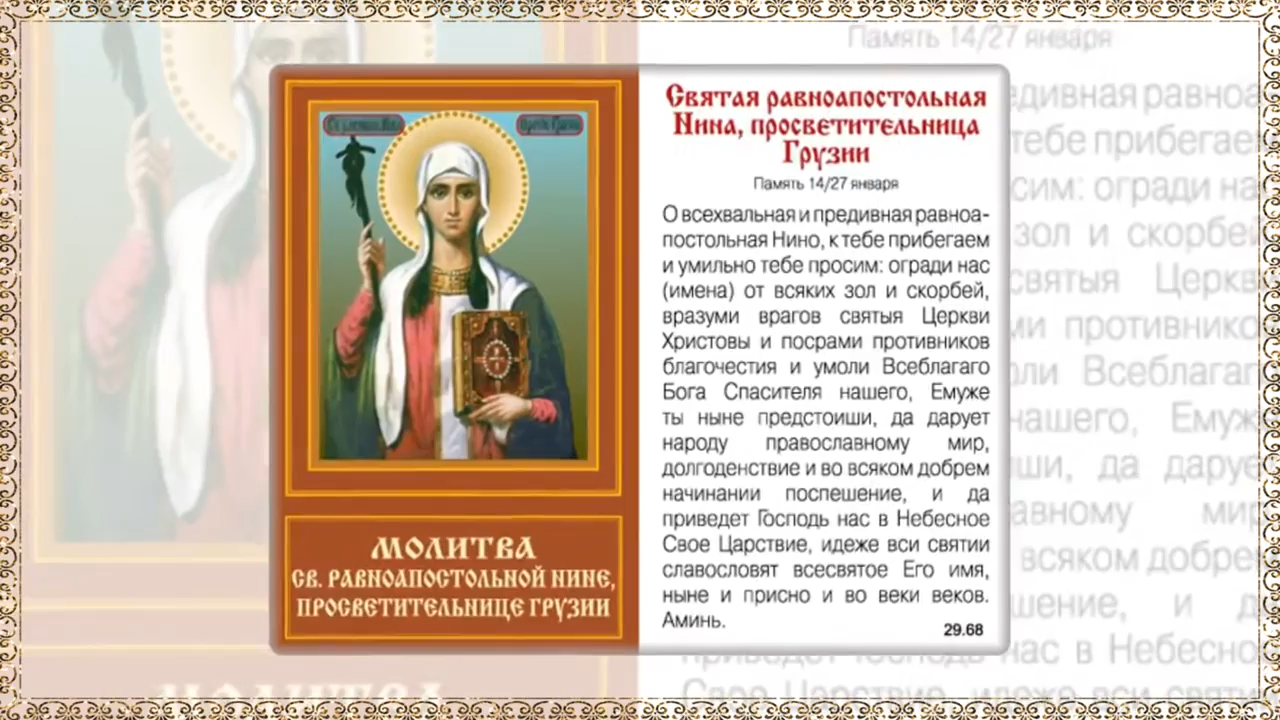 МОЛИТВА
СВ. РАВНОАПОСТОЛЬНОЙ НИНЕ,
ПРОСВЕТИТЕЛЬНИЦЕ ГРУЗИИ
Святая равноапостольная
Нина, просветительница
Грузии
Память 14/27 января
О всехвальная и предивная равноа-
постольная Нино, к тебе прибегаем
и умильно тебе просим: огради нас
(имена) от всяких зол и скорбей,
вразуми врагов святыя Церкви
Христовы и посрами противников
благочестия и умоли Всеблагаго
Бога Спасителя нашего, Емуже
ты ныне предстоиши, да дарует
народу православному мир,
долгоденствие и во всяком добрем
начинании поспешение, и да
приведет Господь нас в Небесное
Свое Царствие, идеже вси святии
славословят всесвятое Его имя,
ныне и присно и во веки веков.
Аминь.
29.68